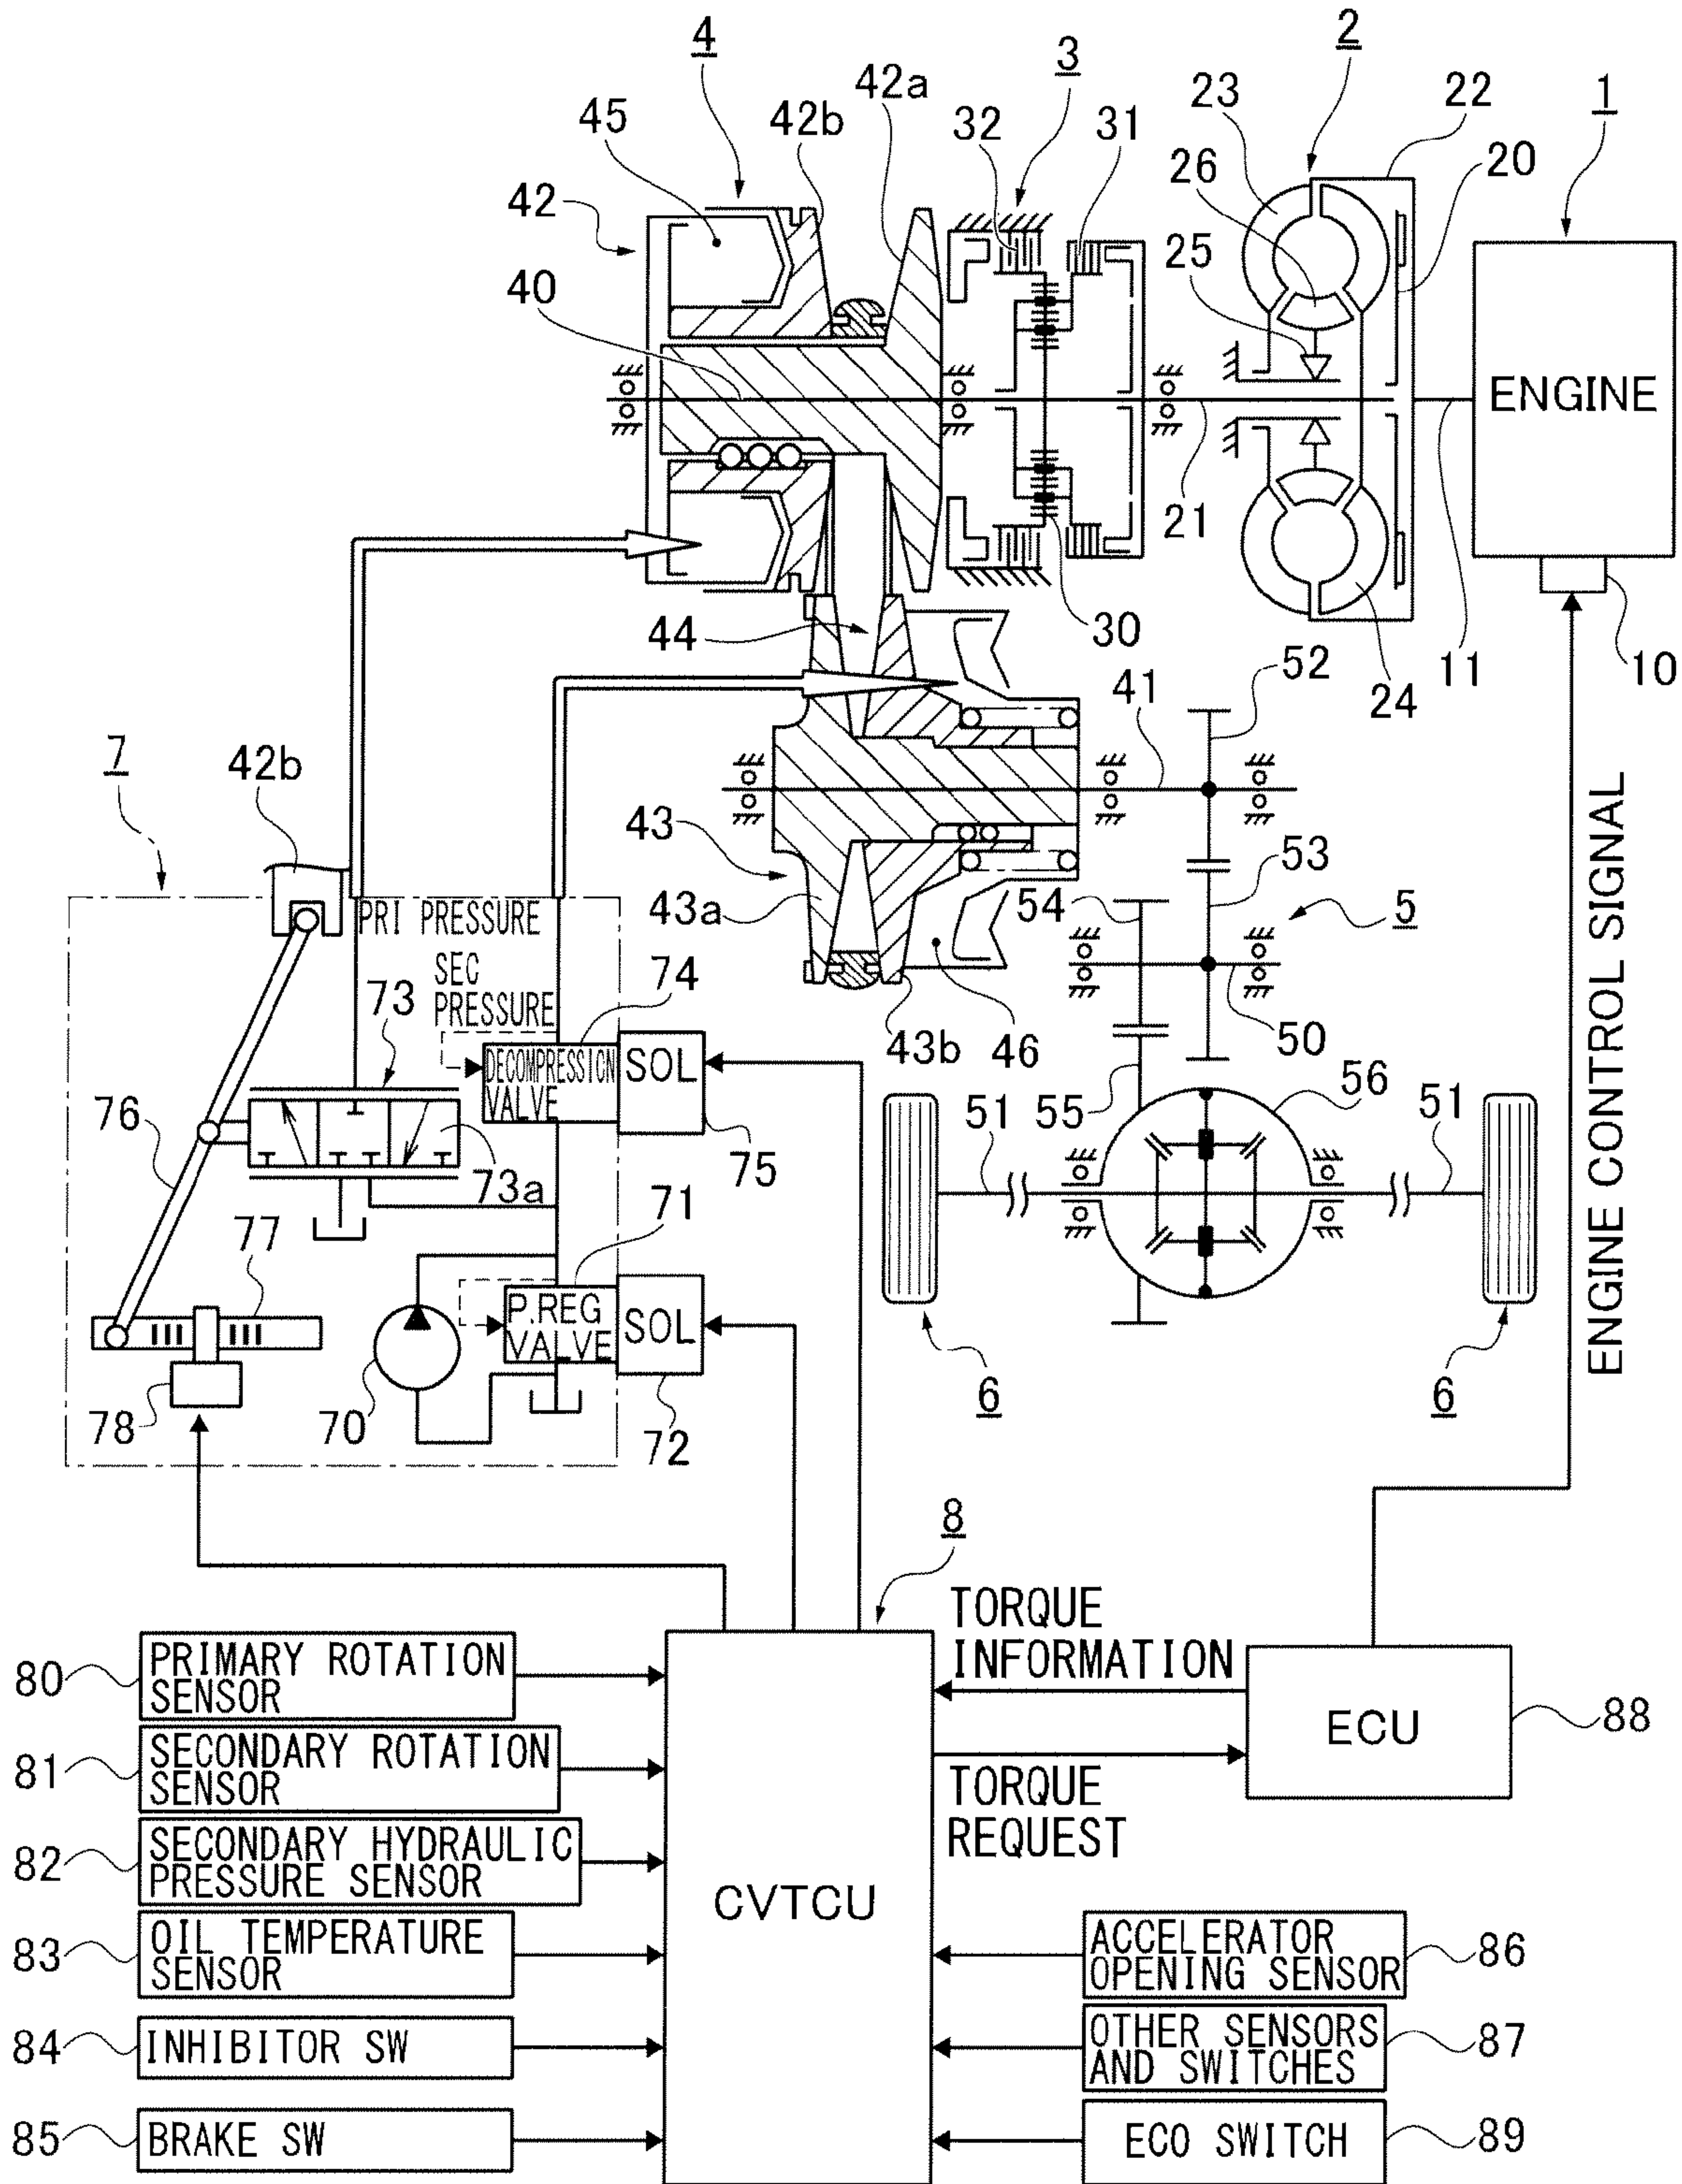 4
3
2
42a
23
22
1
45
42b
32
31
26
20
42
25
40
ENGINE
21
44
30
52
24
11
10
41
7
42b
43
53
43a
54
5
PRI PRESSURE
SEC
PRESSURE
74
73
43b
46
50
DECOMPRESSION
VALVE
SOL
56
76
55
51
51
75
73a
71
77
P.REG
VALVE
SOL
6
6
78
70
72
ENGINE CONTROL SIGNAL
8
TORQUE
INFORMATION
80
PRIMARY ROTATION
SENSOR
ECU
88
81
SECONDARY ROTATION
SENSOR
TORQUE
REQUEST
82
SECONDARY HYDRAULIC
PRESSURE SENSOR
CVTCU
83
OIL TEMPERATURE
SENSOR
ACCELERATOR
OPENING SENSOR
86
84
INHIBITOR SW
OTHER SENSORS
AND SWITCHES
87
85
BRAKE SW
ECO SWITCH
89